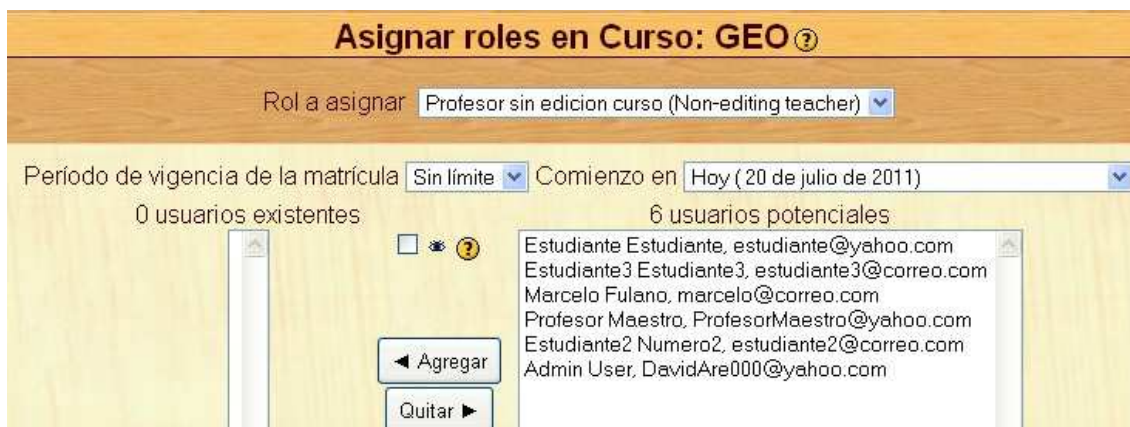 Asignar roles en Curso: GEO
Rol a asignar Profesor sin edicion curso (Non-editing teacher)
Período de vigencia de la matrícula Sin límite Comienzo en Hoy ( 20 de julio de 2011)
0 usuarios existentes 6 usuarios potenciales
Estudiante Estudiante, estudiante@yahoo.com
Estudiante3 Estudiante3, estudiante3@correo.com
Marcelo Fulano, marcelo@correo.com
Profesor Maestro, ProfesorMaestro@yahoo.com
Estudiante2 Numero2, estudiante2@correo.com
Admin User, DavidAre000@yahoo.com
◄ Agregar
Quitar ►